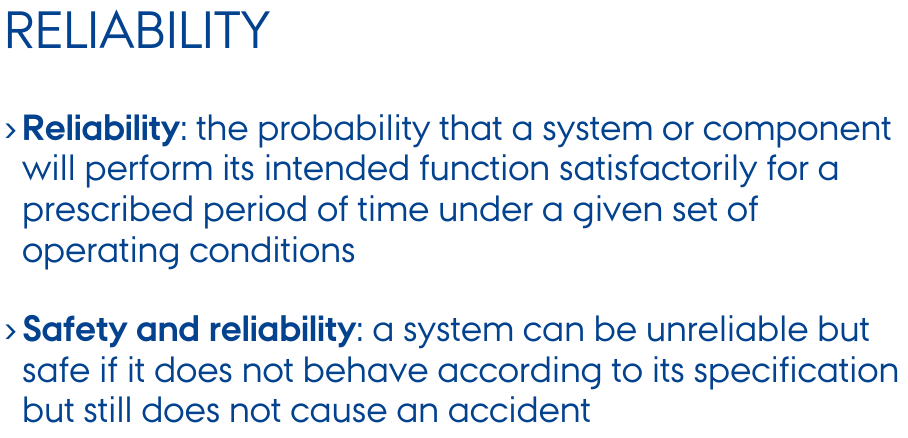 RELIABILITY
› Reliability: the probability that a system or component
will perform its intended function satisfactorily for a
prescribed period of time under a given set of
operating conditions
› Safety and reliability: a system can be unreliable but
safe if it does not behave according to its specification
but still does not cause an accident